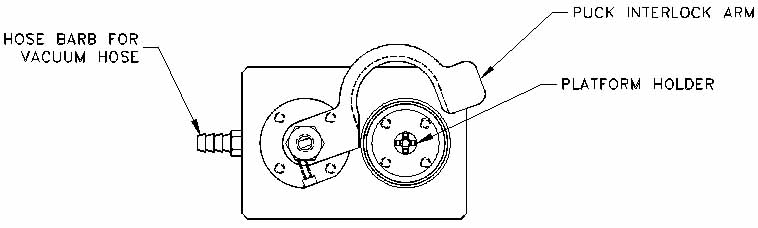 PUCK INTERLOCK ARM
HOSE BARB FOR
VACUUM HOSE
PLATFORM HOLDER